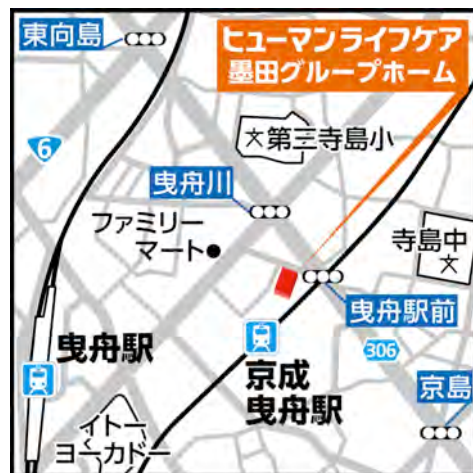 東向島
ヒューマンライフケア
墨田グループホーム
6
第三寺島小
曳舟川
ファミリー
マート
寺島中
曳舟駅前
曳舟駅
京成
曳舟駅
306
京島
イトー
ヨーカドー